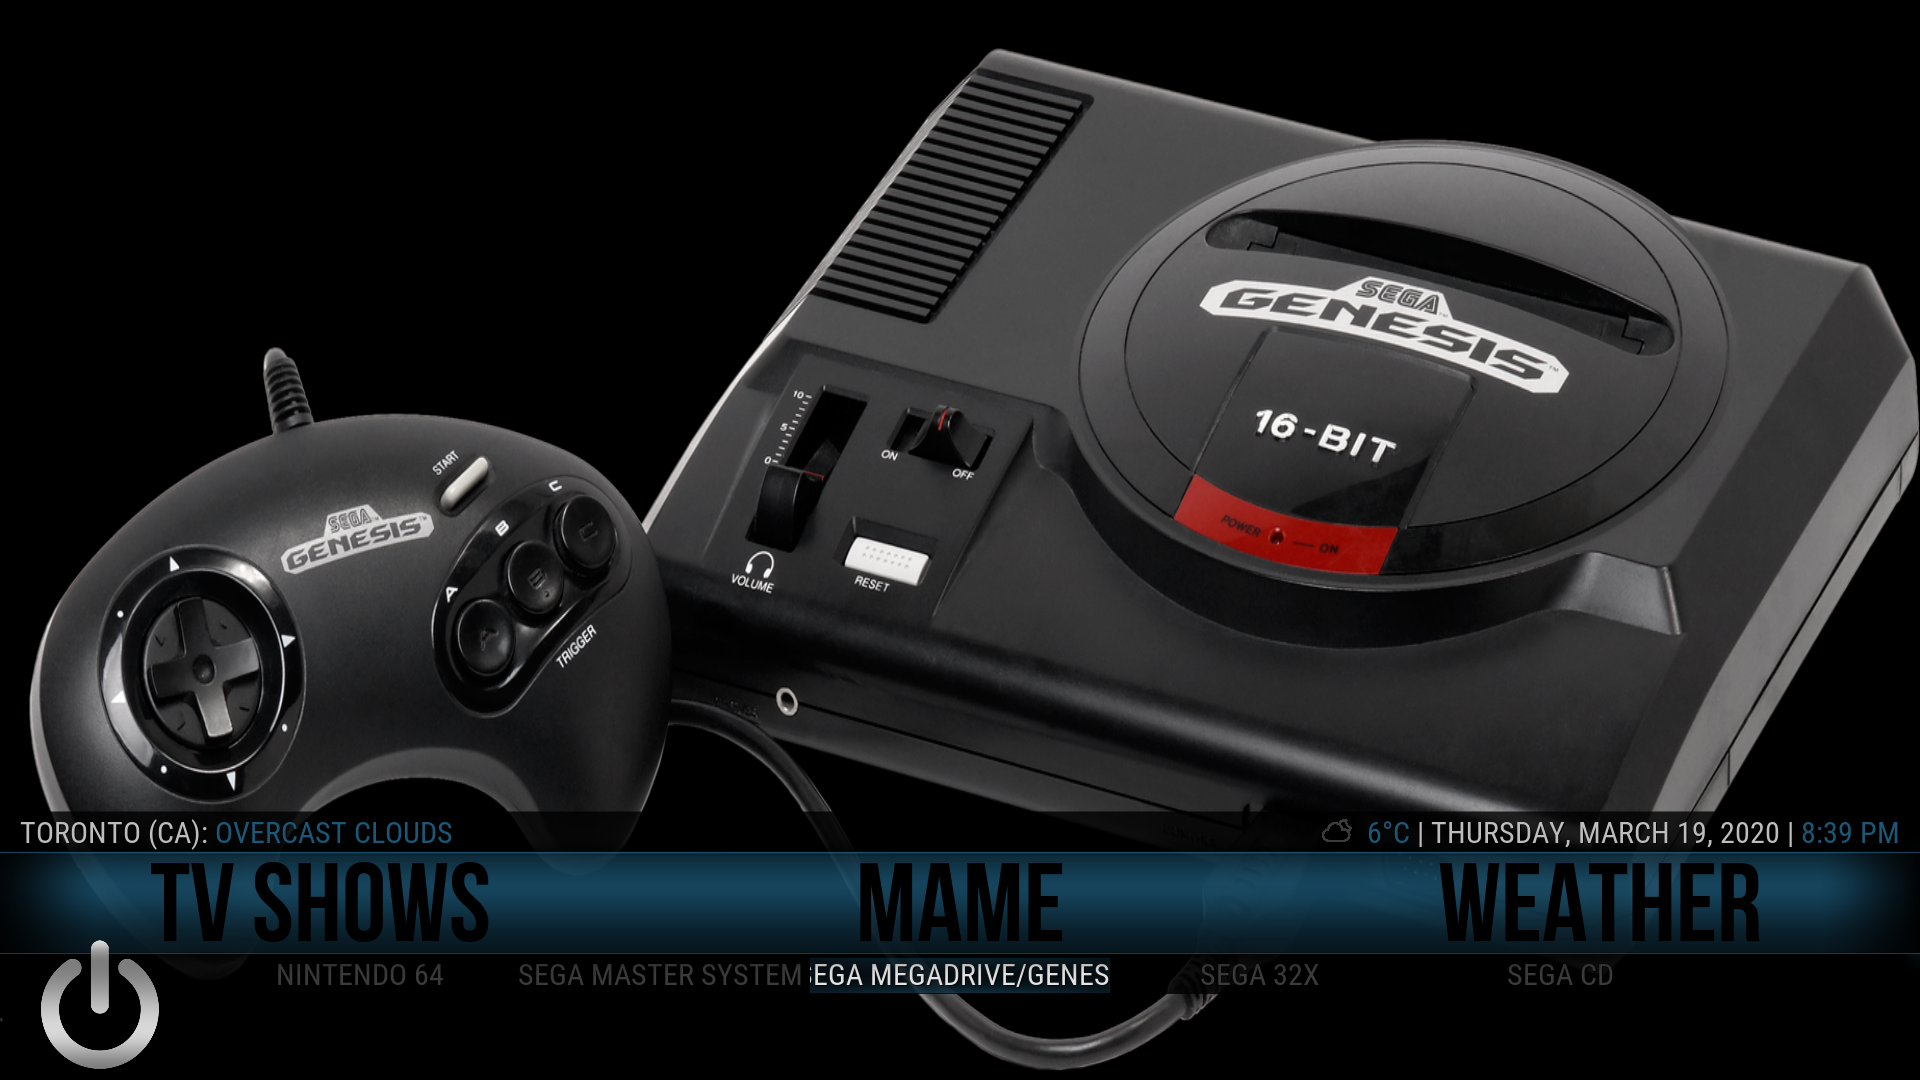 SEGA
GENESIS™
16-BIT
POWER — ON
10
5
0
ON
OFF
VOLUME
RESET
START
SEGA
GENESIS™
A
B
C
A
B
TRIGGER
TORONTO (CA): OVERCAST CLOUDS
6°C | THURSDAY, MARCH 19, 2020 | 8:39 PM
TV SHOWS MAME WEATHER
NINTENDO 64 SEGA MASTER SYSTEM EGA MEGADRIVE/GENES SEGA 32X SEGA CD